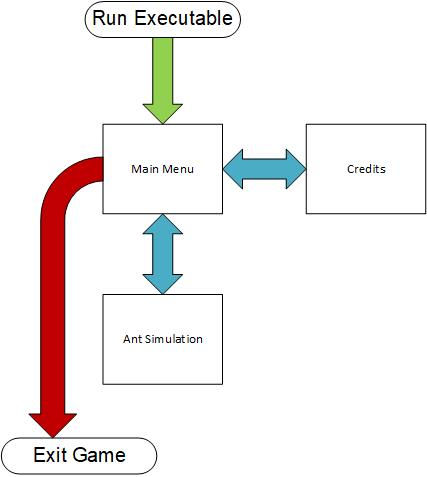 Run Executable
Main Menu
Credits
Ant Simulation
Exit Game